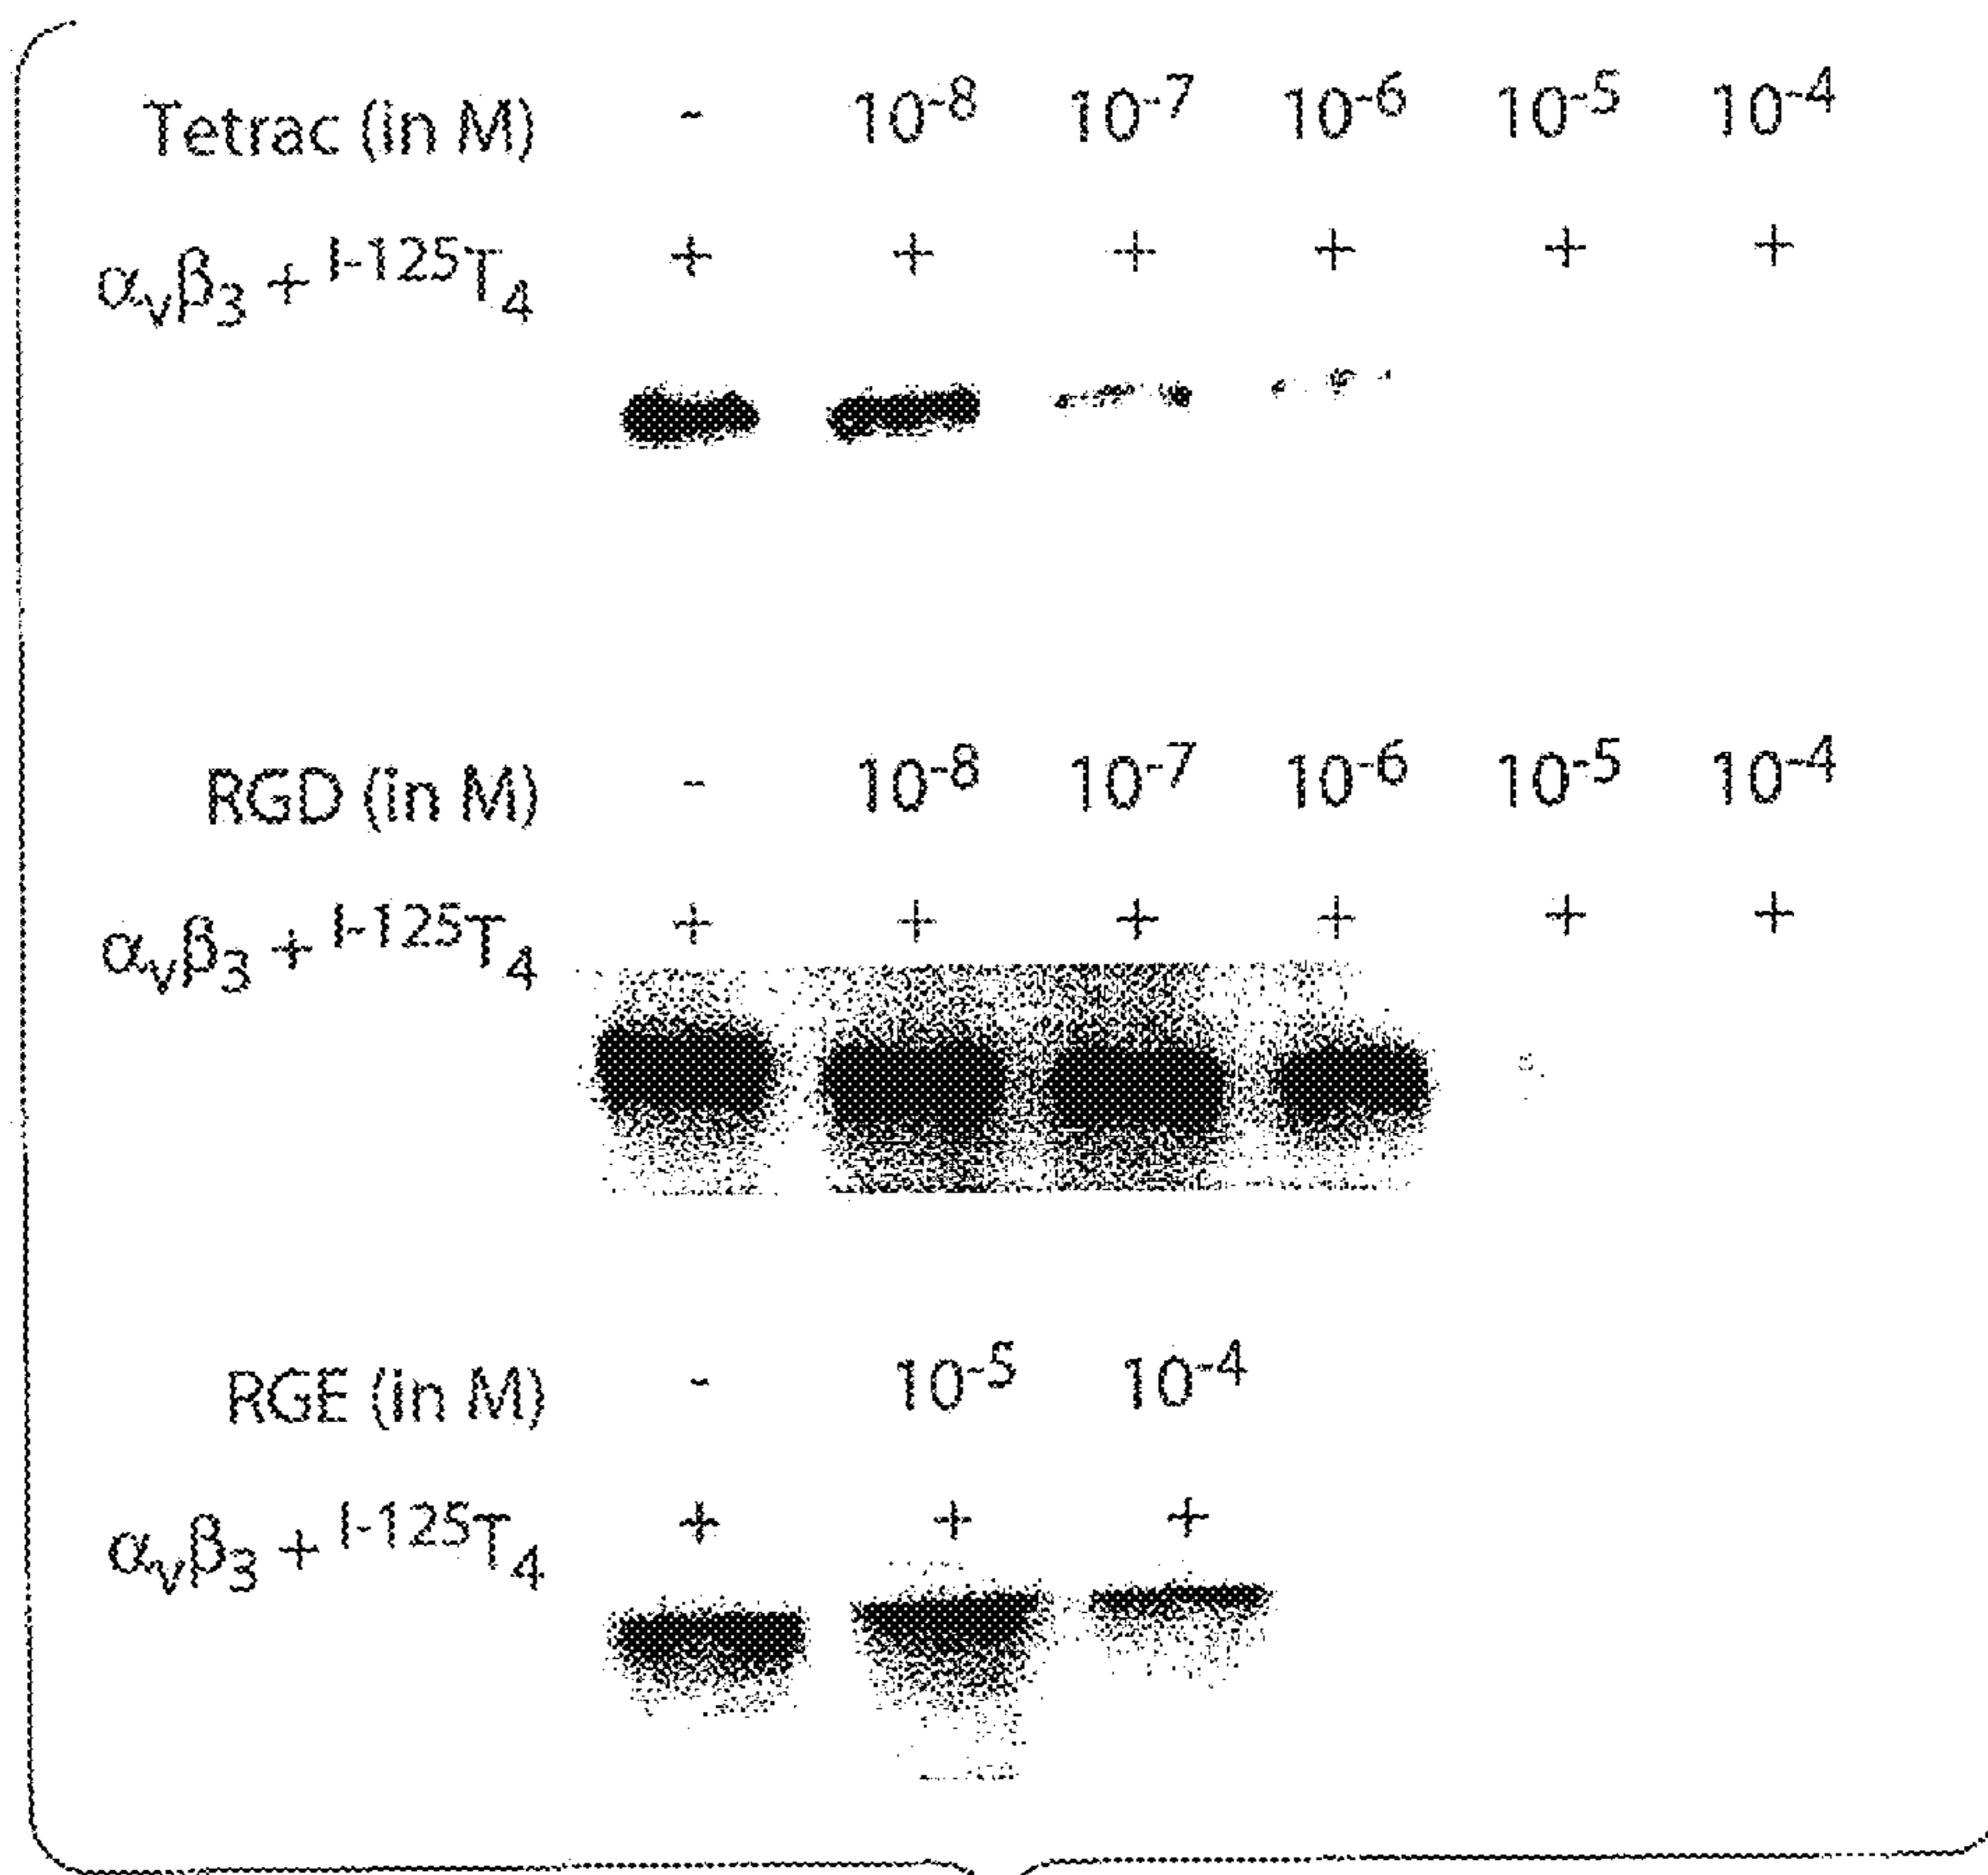 Tetrac (in M) - 10⁻⁸ 10⁻⁷ 10⁻⁶ 10⁻⁵ 10⁻⁴
αᵥβ₃ + ᴵ⁻¹²⁵T₄ + + + + + +
RGD (in M) - 10⁻⁸ 10⁻⁷ 10⁻⁶ 10⁻⁵ 10⁻⁴
αᵥβ₃ + ᴵ⁻¹²⁵T₄ + + + + + +
RGE (in M) - 10⁻⁵ 10⁻⁴
αᵥβ₃ + ᴵ⁻¹²⁵T₄ + + +